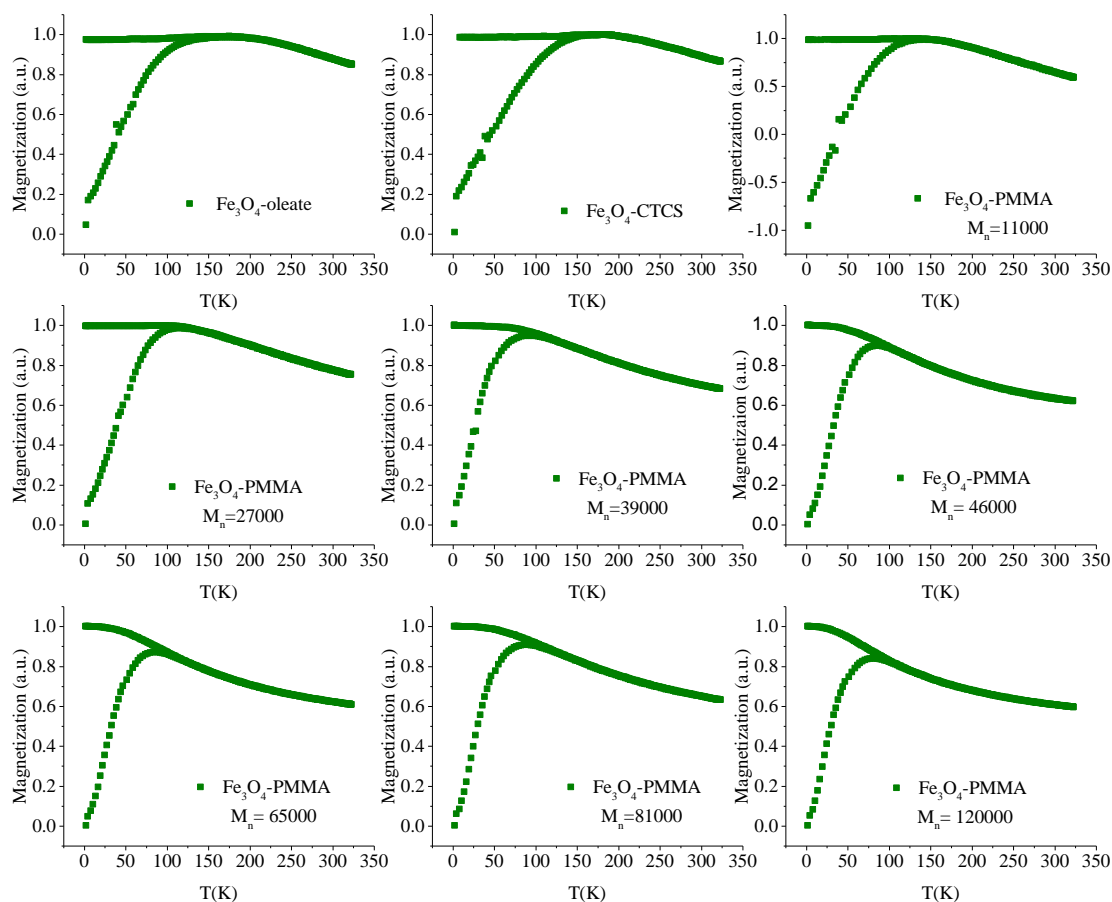 Magnetization (a.u.)
1.0
0.8
0.6
0.4
0.2
0.0
Fe₃O₄-oleate
0 50 100 150 200 250 300 350
T(K)
Magnetization (a.u.)
1.0
0.8
0.6
0.4
0.2
0.0
Fe₃O₄-CTCS
0 50 100 150 200 250 300 350
T(K)
Magnetization (a.u.)
1.0
0.5
0.0
-0.5
-1.0
Fe₃O₄-PMMA
Mₙ=11000
0 50 100 150 200 250 300 350
T(K)
Magnetization (a.u.)
1.0
0.8
0.6
0.4
0.2
0.0
Fe₃O₄-PMMA
Mₙ=27000
0 50 100 150 200 250 300 350
T(K)
Magnetization (a.u.)
1.0
0.8
0.6
0.4
0.2
0.0
Fe₃O₄-PMMA
Mₙ=39000
0 50 100 150 200 250 300 350
T(K)
Magnetizaion (a.u.)
1.0
0.8
0.6
0.4
0.2
0.0
Fe₃O₄-PMMA
Mₙ= 46000
0 50 100 150 200 250 300 350
T(K)
Magnetization (a.u.)
1.0
0.8
0.6
0.4
0.2
0.0
Fe₃O₄-PMMA
Mₙ= 65000
0 50 100 150 200 250 300 350
T(K)
Magnetization (a.u.)
1.0
0.8
0.6
0.4
0.2
0.0
Fe₃O₄-PMMA
Mₙ= 81000
0 50 100 150 200 250 300 350
T(K)
Magnetization (a.u.)
1.0
0.8
0.6
0.4
0.2
0.0
Fe₃O₄-PMMA
Mₙ= 120000
0 50 100 150 200 250 300 350
T(K)